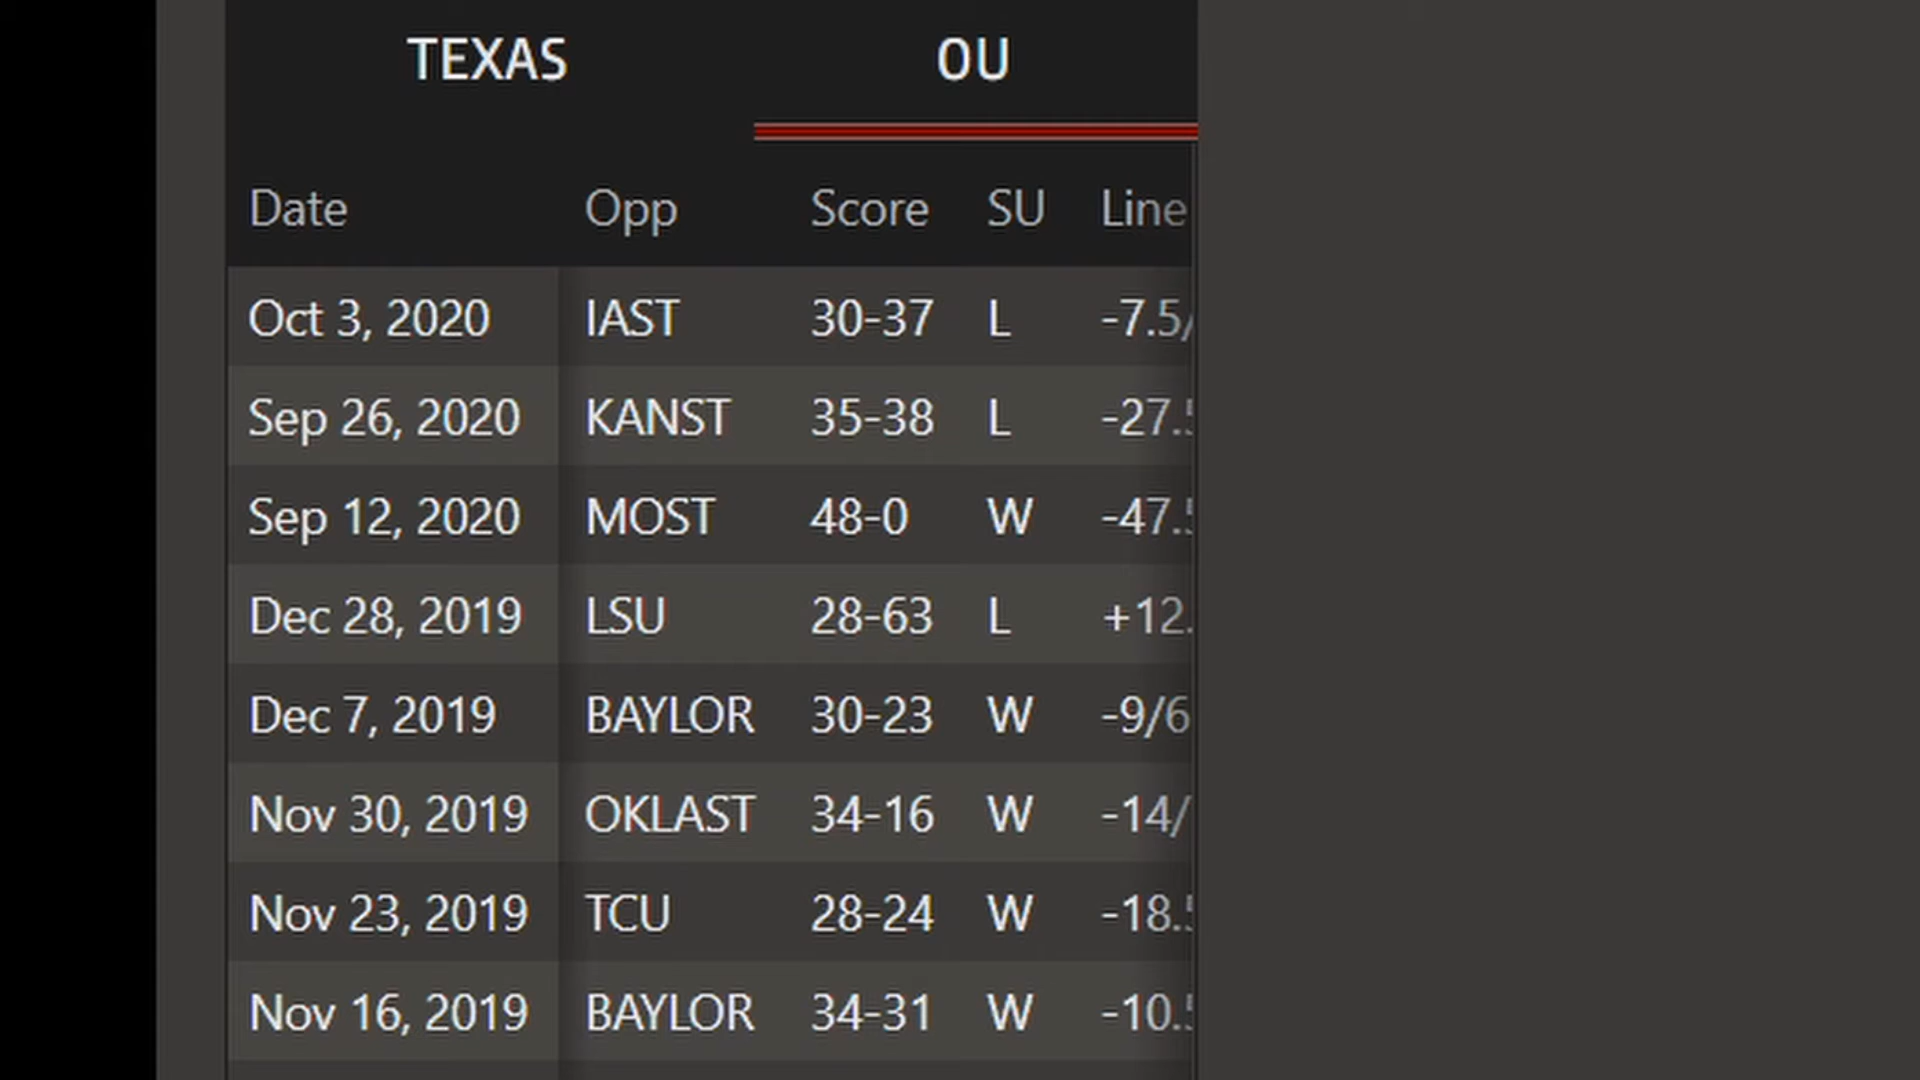 TEXAS OU
Date Opp Score SU Line
Oct 3, 2020 IAST 30-37 L -7.5/
Sep 26, 2020 KANST 35-38 L -27.
Sep 12, 2020 MOST 48-0 W -47.
Dec 28, 2019 LSU 28-63 L +12.
Dec 7, 2019 BAYLOR 30-23 W -9/6
Nov 30, 2019 OKLAST 34-16 W -14/
Nov 23, 2019 TCU 28-24 W -18.
Nov 16, 2019 BAYLOR 34-31 W -10.